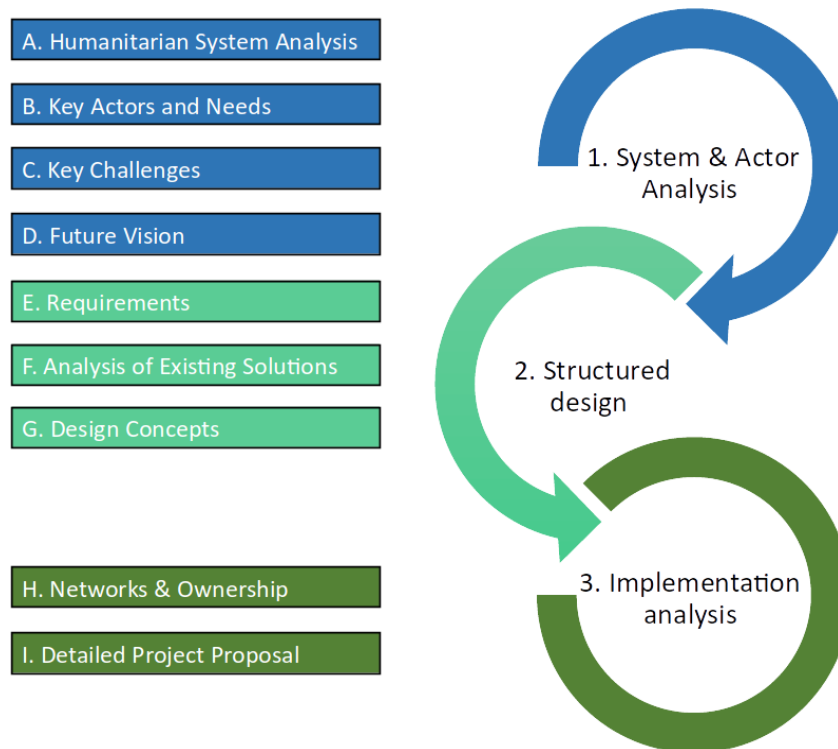 A. Humanitarian System Analysis
B. Key Actors and Needs
C. Key Challenges
D. Future Vision
E. Requirements
F. Analysis of Existing Solutions
G. Design Concepts
H. Networks & Ownership
I. Detailed Project Proposal
1. System & Actor
Analysis
2. Structured
design
3. Implementation
analysis